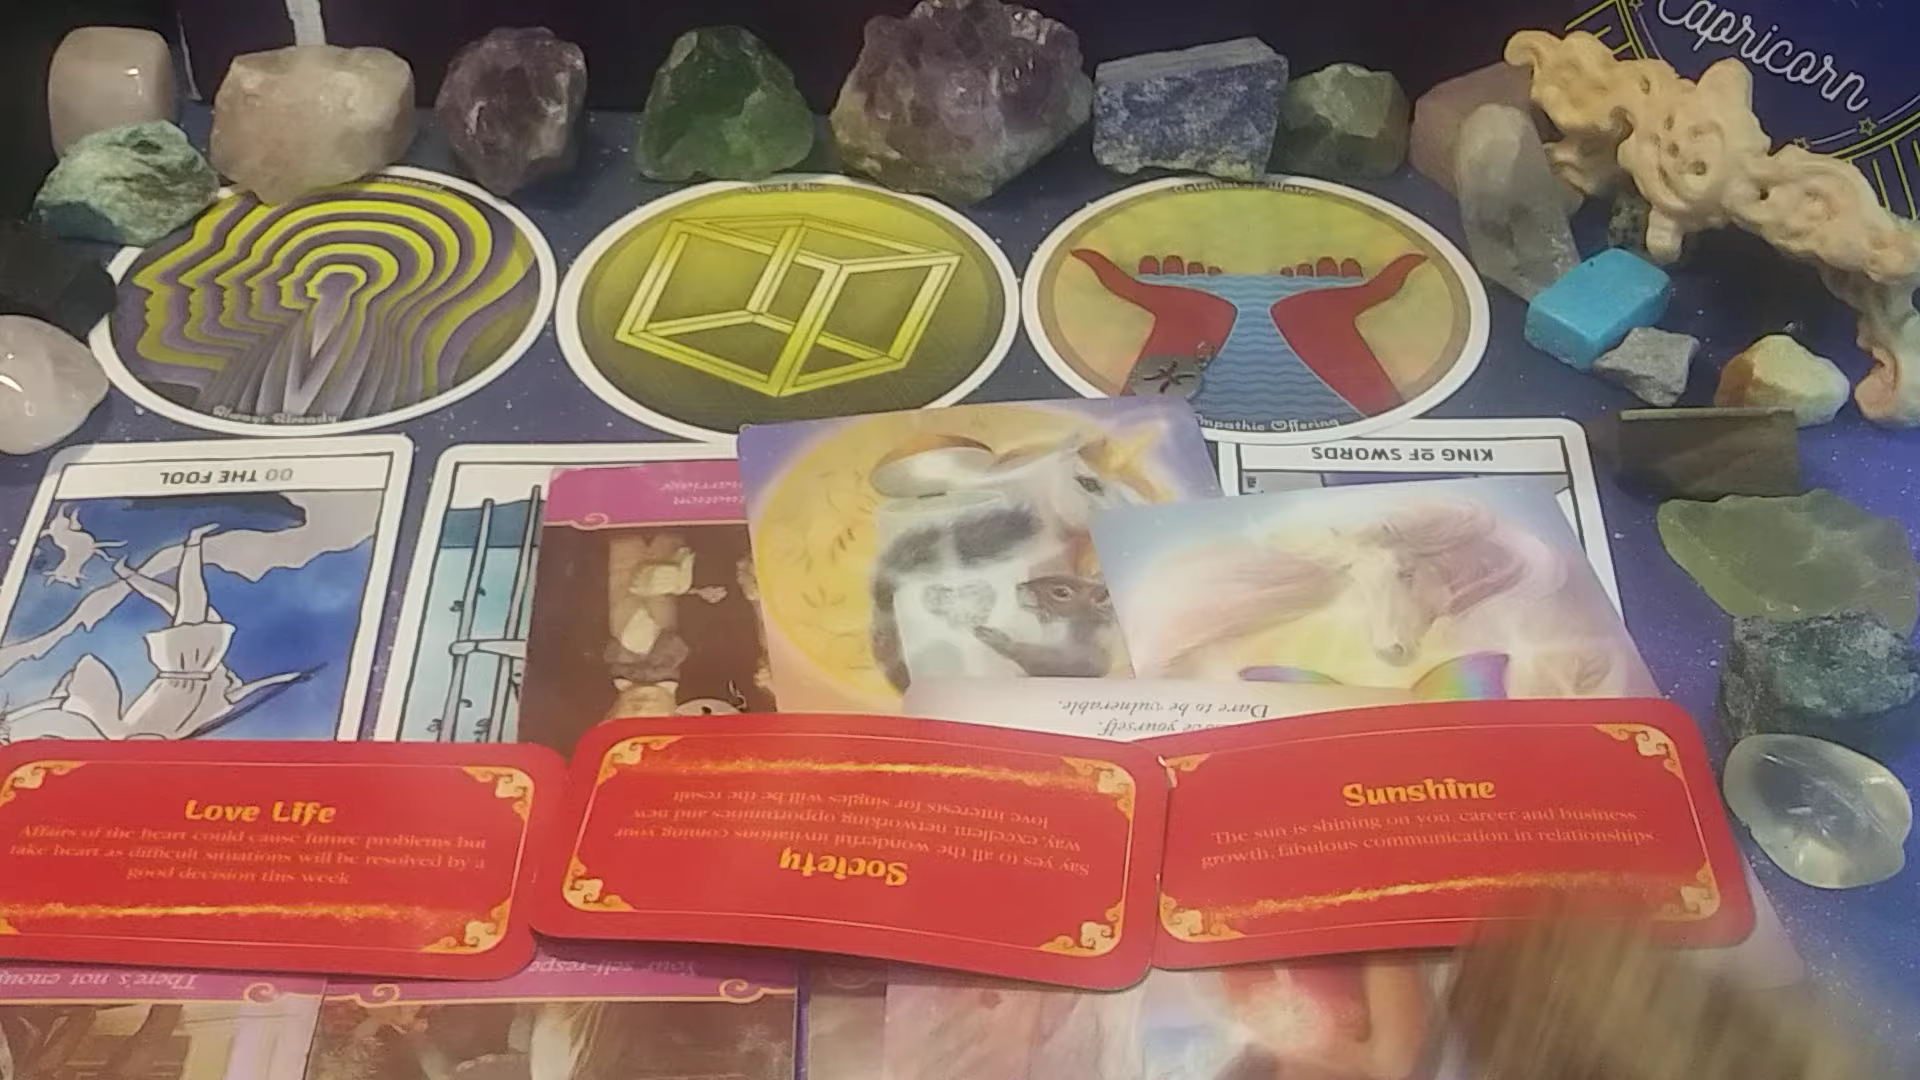 Capricorn
Always Already
Empathic Offering
00 THE FOOL
KING OF SWORDS
marriage
yourself.
Dare to be vulnerable.
Love Life
Affairs of the heart could cause future problems but
take heart as difficult situations will be resolved by a
good decision this week
Society
Say yes to all the wonderful invitations coming your
way, excellent networking opportunities and new
love interests for singles will be the result
Sunshine
The sun is shining on you, career and business
growth, fabulous communication in relationships.
There's not enough
Your self-respe